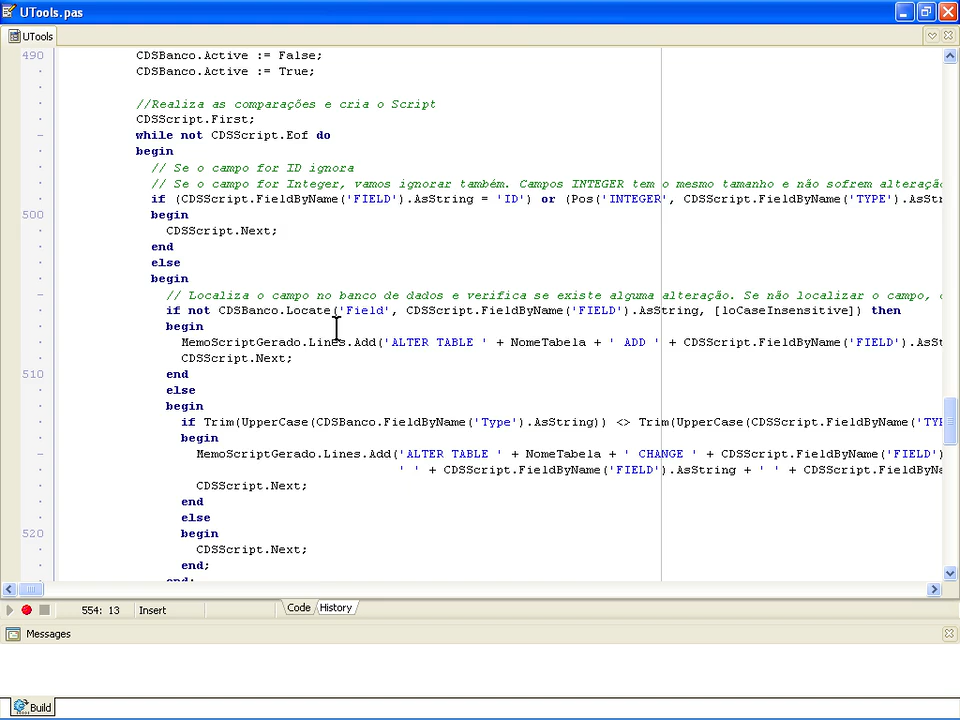 UTools.pas
UTools
490 CDSBanco.Active := False;
CDSBanco.Active := True;
//Realiza as comparações e cria o Script
CDSScript.First;
while not CDSScript.Eof do
begin
// Se o campo for ID ignora
// Se o campo for Integer, vamos ignorar também. Campos INTEGER tem o mesmo tamanho e não sofrem alteraçã
if (CDSScript.FieldByName('FIELD').AsString = 'ID') or (Pos('INTEGER', CDSScript.FieldByName('TYPE').AsStr
500 begin
CDSScript.Next;
end
else
begin
// Localiza o campo no banco de dados e verifica se existe alguma alteração. Se não localizar o campo,
if not CDSBanco.Locate('Field', CDSScript.FieldByName('FIELD').AsString, [loCaseInsensitive]) then
begin
MemoScriptGerado.Lines.Add('ALTER TABLE ' + NomeTabela + ' ADD ' + CDSScript.FieldByName('FIELD').AsSt
CDSScript.Next;
510 end
else
begin
if Trim(UpperCase(CDSBanco.FieldByName('Type').AsString)) <> Trim(UpperCase(CDSScript.FieldByName('TYP
begin
MemoScriptGerado.Lines.Add('ALTER TABLE ' + NomeTabela + ' CHANGE ' + CDSScript.FieldByName('FIELD')
' ' + CDSScript.FieldByName('FIELD').AsString + ' ' + CDSScript.FieldByNa
CDSScript.Next;
end
else
520 begin
CDSScript.Next;
end;
end;
554: 13 Insert Code History
Messages
Build